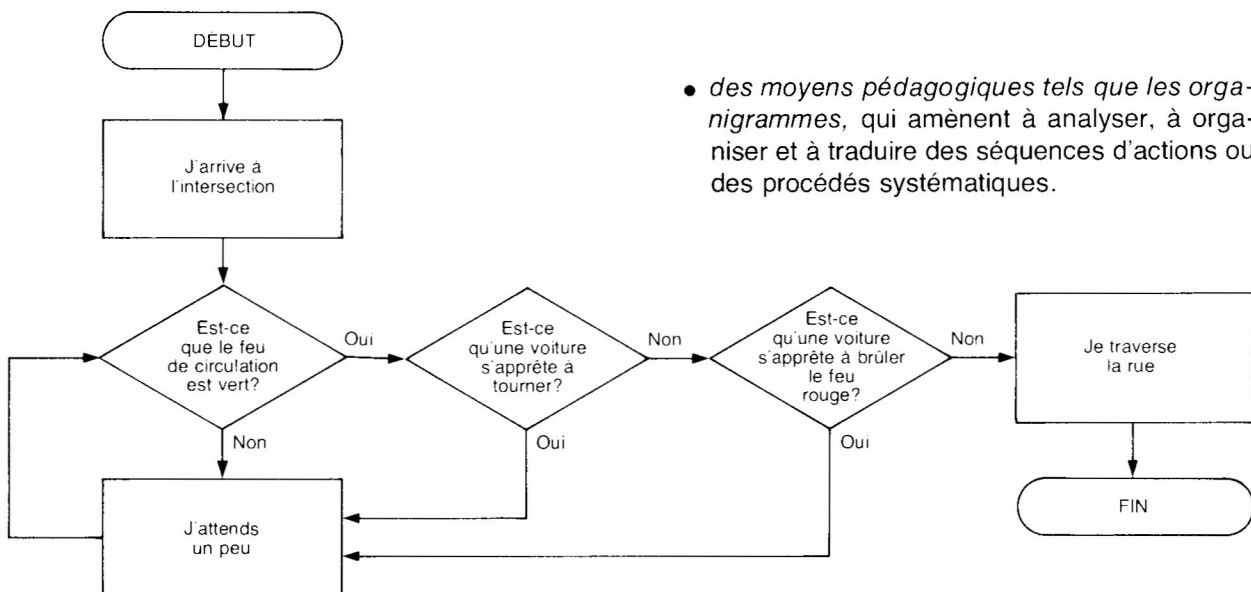 DÉBUT
J'arrive à
l'intersection
● des moyens pédagogiques tels que les orga-
nigrammes, qui amènent à analyser, à orga-
niser et à traduire des séquences d'actions ou
des procédés systématiques.
Est-ce
que le feu
de circulation
est vert?
Oui
Non
Est-ce
qu'une voiture
s'apprête à
tourner?
Non
Oui
Est-ce
qu'une voiture
s'apprête à brûler
le feu
rouge?
Non
Oui
Je traverse
la rue
J'attends
un peu
FIN